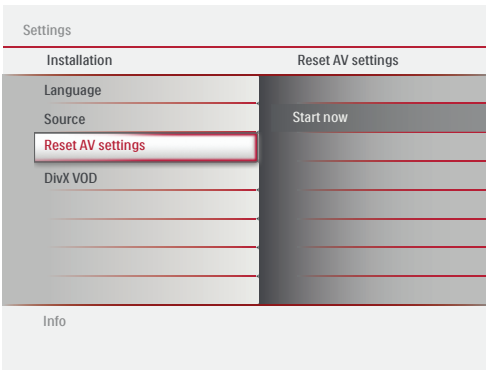 Settings
Installation
Reset AV settings
Language
Source
Start now
Reset AV settings
DivX VOD
Info